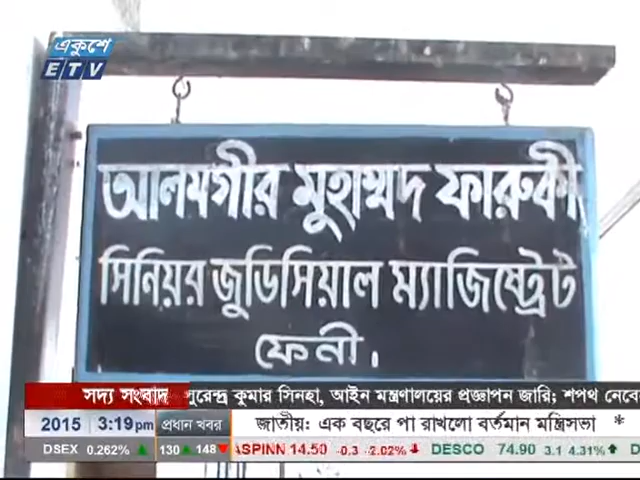 একুশে
ETV
আলমগীর মুহাম্মদ ফারুকী
সিনিয়র জুডিসিয়াল ম্যাজিষ্ট্রেট
ফেনী।
সদ্য সংবাদ সুরেন্দ্র কুমার সিনহা, আইন মন্ত্রণালয়ের প্রজ্ঞাপন জারি; শপথ নেবেন
2015 3:19pm প্রধান খবর জাতীয়: এক বছরে পা রাখলো বর্তমান মন্ত্রিসভা *
DSEX 0.262% 130 148 ASPINN 14.50 -0.3 -2.02% DESCO 74.90 3.1 4.31%